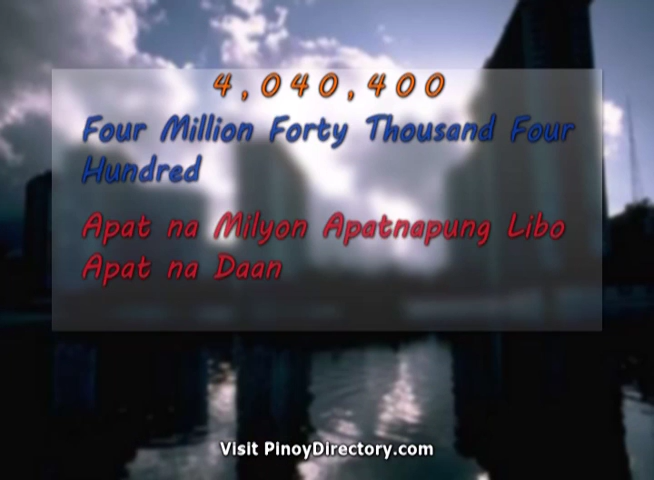 4,040,400
Four Million Forty Thousand Four
Hundred
Apat na Milyon Apatnapung Libo
Apat na Daan
Visit PinoyDirectory.com